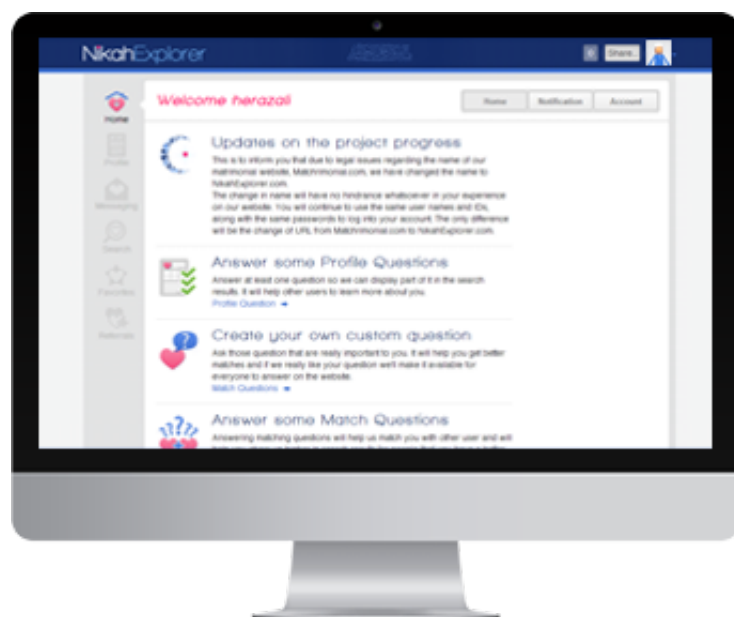 NikahExplorer
Share
Home
Profile
Messaging
Search
Favorites
Referrals
Welcome herazali
Home Notification Account
Updates on the project progress
This is to inform you that due to legal issues regarding the name of our
matrimonial website, Matchrimonial.com, we have changed the name to
NikahExplorer.com.
The change in name will have no hindrance whatsoever in your experience
on our website. You will continue to use the same user names and IDs,
along with the same passwords to log into your account. The only difference
will be the change of URL from Matchrimonial.com to NikahExplorer.com.
Answer some Profile Questions
Answer at least one question so we can display part of it in the search
results. It will help other users to learn more about you.
Profile Question
Create your own custom question
Ask those question that are really important to you. It will help you get better
matches and if we really like your question we'll make it available for
everyone to answer on the website.
Match Questions
Answer some Match Questions
Answering matching questions will help us match you with other user and will